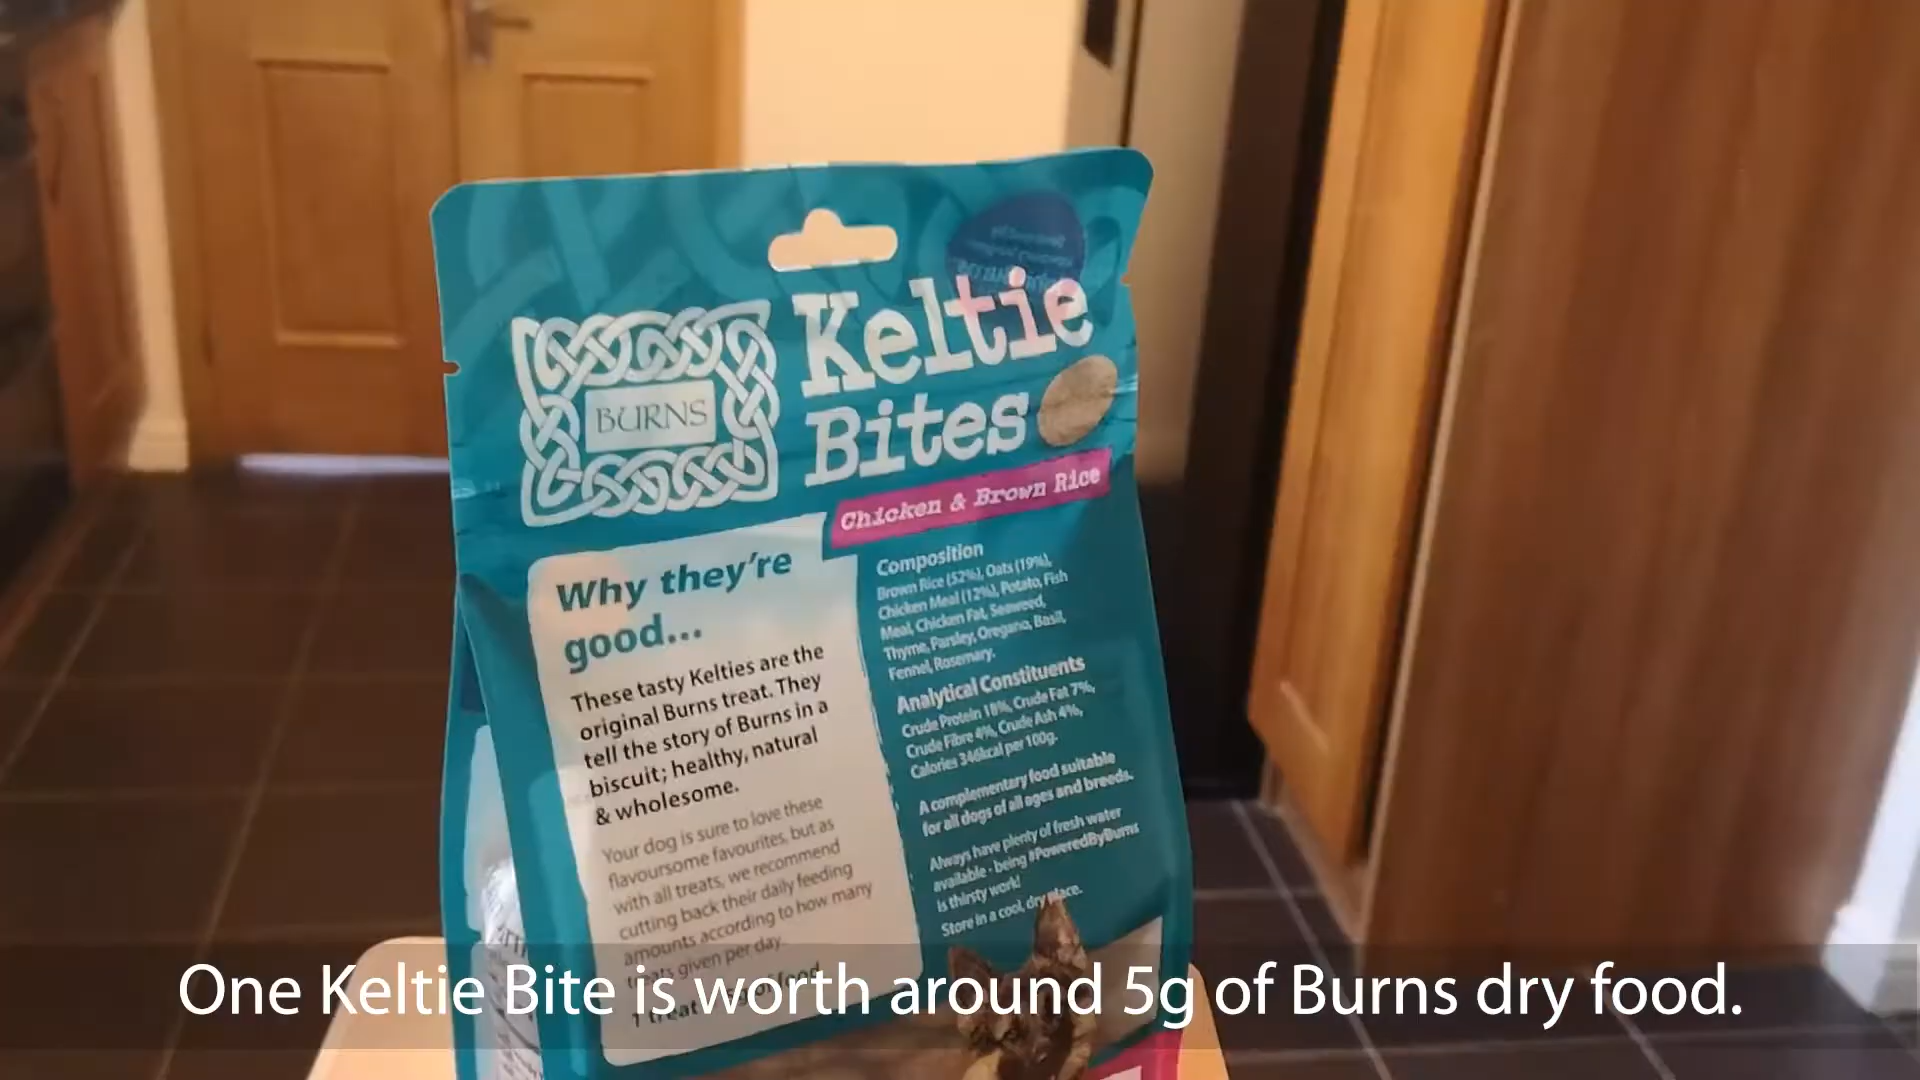 Keltie
Bites
BURNS
Chicken & Brown Rice
Why they're
good...
These tasty Kelties are the
original Burns treat. They
tell the story of Burns in a
biscuit; healthy, natural
& wholesome.
Your dog is sure to love these
flavoursome favourites, but as
with all treats, we recommend
cutting back their daily feeding
amounts according to how many
treats given per day.
1 treat
Composition
Brown Rice (52%), Oats (19%),
Chicken Meal (12%), Potato, Fish
Meal, Chicken Fat, Seaweed,
Thyme, Parsley, Oregano, Basil,
Fennel, Rosemary.
Analytical Constituents
Crude Protein 18%, Crude Fat 7%,
Crude Fibre 4%, Crude Ash 4%,
Calories 346kcal per 100g.
A complementary food suitable
for all dogs of all ages and breeds.
Always have plenty of fresh water
available - being #PoweredByBurns
is thirsty work!
Store in a cool, dry place.
One Keltie Bite is worth around 5g of Burns dry food.